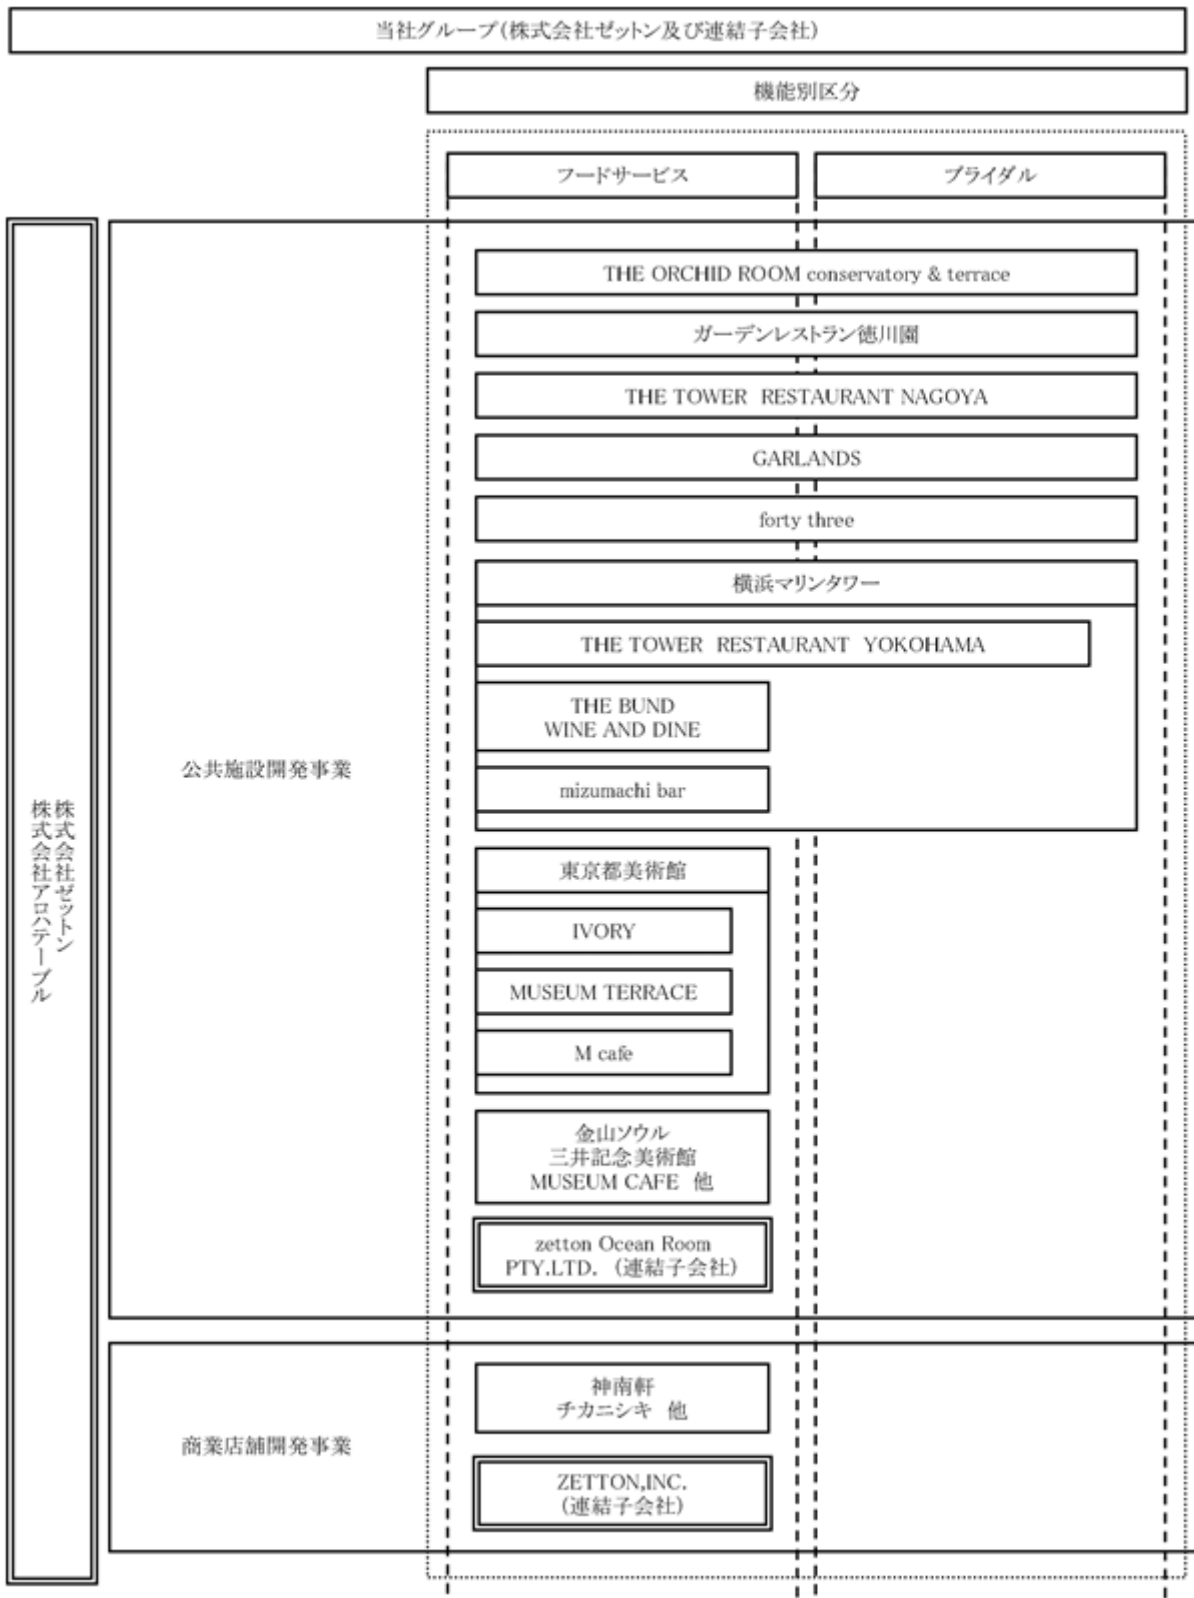 当社グループ(株式会社ゼットン及び連結子会社)
機能別区分
フードサービス
ブライダル
株式会社ゼットン
株式会社アロハテーブル
公共施設開発事業
THE ORCHID ROOM conservatory & terrace
ガーデンレストラン徳川園
THE TOWER RESTAURANT NAGOYA
GARLANDS
forty three
横浜マリンタワー
THE TOWER RESTAURANT YOKOHAMA
THE BUND
WINE AND DINE
mizumachi bar
東京都美術館
IVORY
MUSEUM TERRACE
M cafe
金山ソウル
三井記念美術館
MUSEUM CAFE 他
zetton Ocean Room
PTY.LTD. (連結子会社)
商業店舗開発事業
神南軒
チカニシキ 他
ZETTON,INC.
(連結子会社)